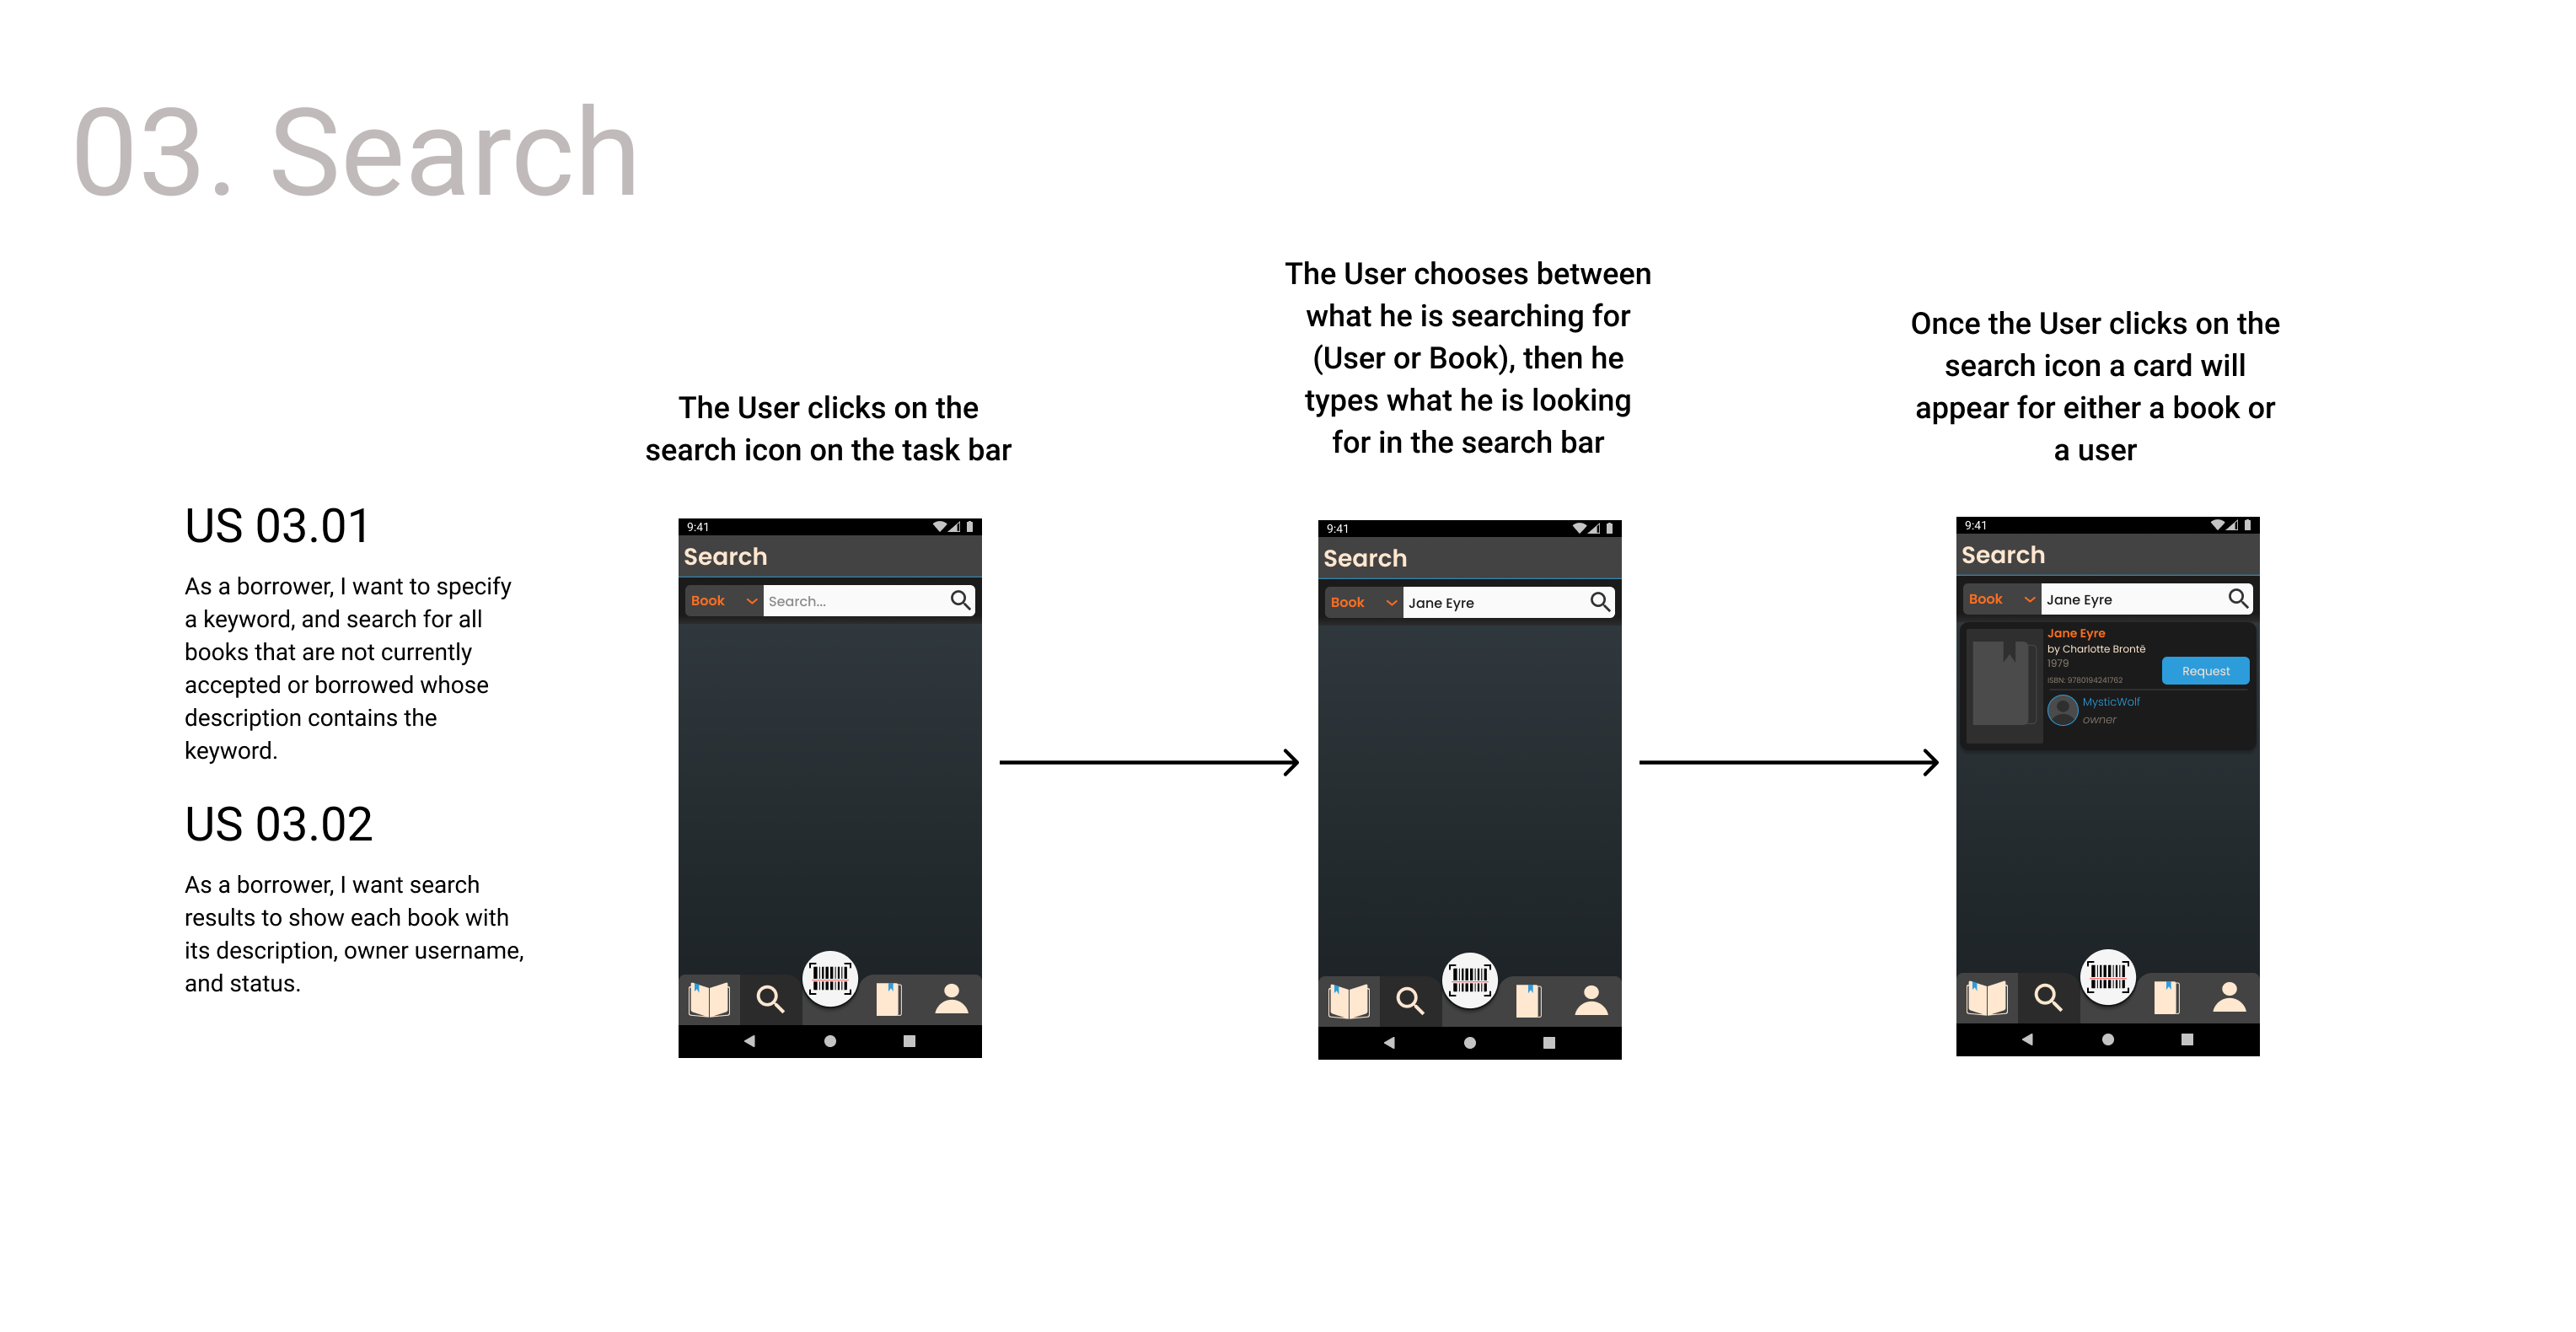 03. Search
US 03.01
As a borrower, I want to specify
a keyword, and search for all
books that are not currently
accepted or borrowed whose
description contains the
keyword.
US 03.02
As a borrower, I want search
results to show each book with
its description, owner username,
and status.
The User clicks on the
search icon on the task bar
9:41
Search
Book
Search...
The User chooses between
what he is searching for
(User or Book), then he
types what he is looking
for in the search bar
9:41
Search
Book
Jane Eyre
Once the User clicks on the
search icon a card will
appear for either a book or
a user
9:41
Search
Book
Jane Eyre
Jane Eyre
by Charlotte Brontë
1979
ISBN: 9780194241762
Request
MysticWolf
owner